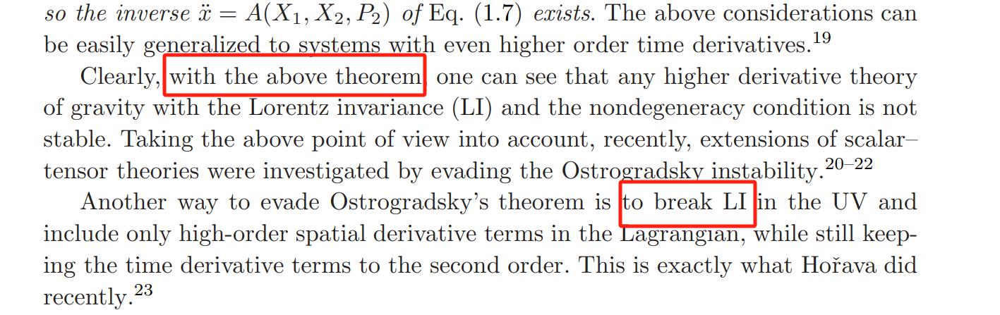 so the inverse ẍ = A(X₁, X₂, P₂) of Eq. (1.7) exists. The above considerations can
be easily generalized to systems with even higher order time derivatives.¹⁹
Clearly, with the above theorem, one can see that any higher derivative theory
of gravity with the Lorentz invariance (LI) and the nondegeneracy condition is not
stable. Taking the above point of view into account, recently, extensions of scalar–
tensor theories were investigated by evading the Ostrogradsky instability.²⁰⁻²²
Another way to evade Ostrogradsky's theorem is to break LI in the UV and
include only high-order spatial derivative terms in the Lagrangian, while still keep-
ing the time derivative terms to the second order. This is exactly what Hořava did
recently.²³